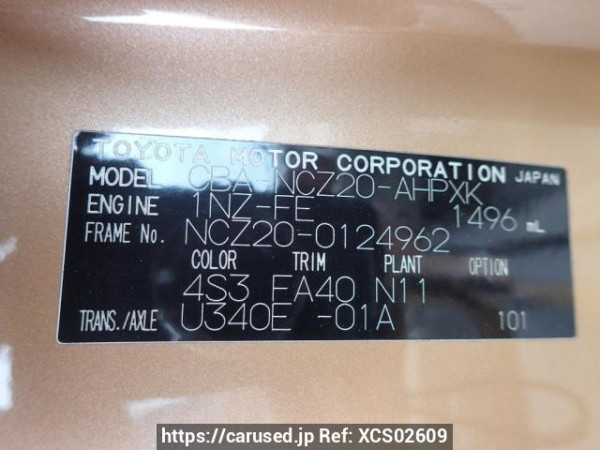 TOYOTA MOTOR CORPORATION JAPAN
MODEL CBA-NCZ20-AHPXK
ENGINE 1NZ-FE 1496 mL
FRAME No. NCZ20-0124962
COLOR TRIM PLANT OPTION
4S3 FA40 N11
TRANS./AXLE U340E -01A 101
https://carused.jp Ref: XCS02609